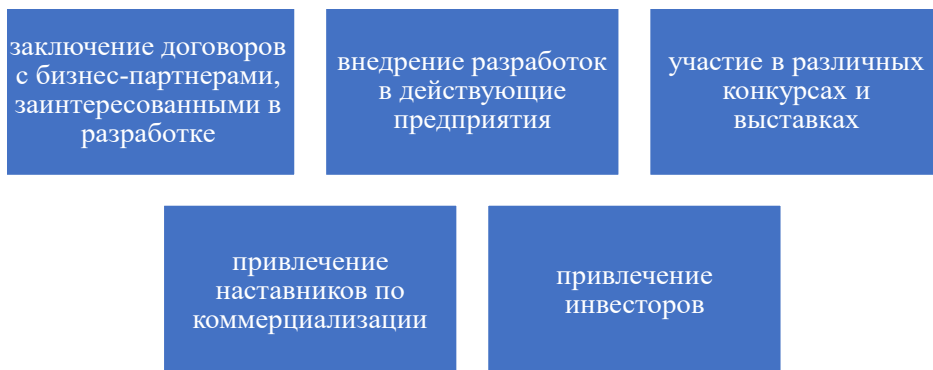 заключение договоров
с бизнес-партнерами,
заинтересованными в
разработке
внедрение разработок
в действующие
предприятия
участие в различных
конкурсах и
выставках
привлечение
наставников по
коммерциализации
привлечение
инвесторов